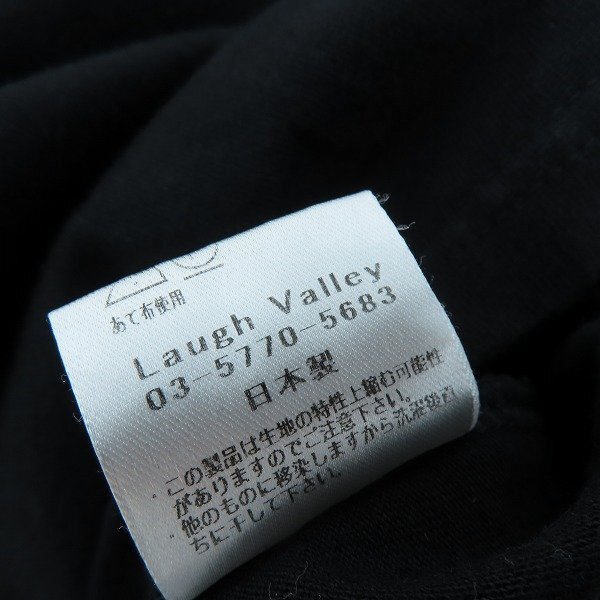 あて布使用
Laugh Valley
03-5770-5683
日本製
・この製品は生地の特性上縮む可能性
がありますのでご注意下さい。
・他のものに移染しますから洗濯後直
ちに干して下さい。